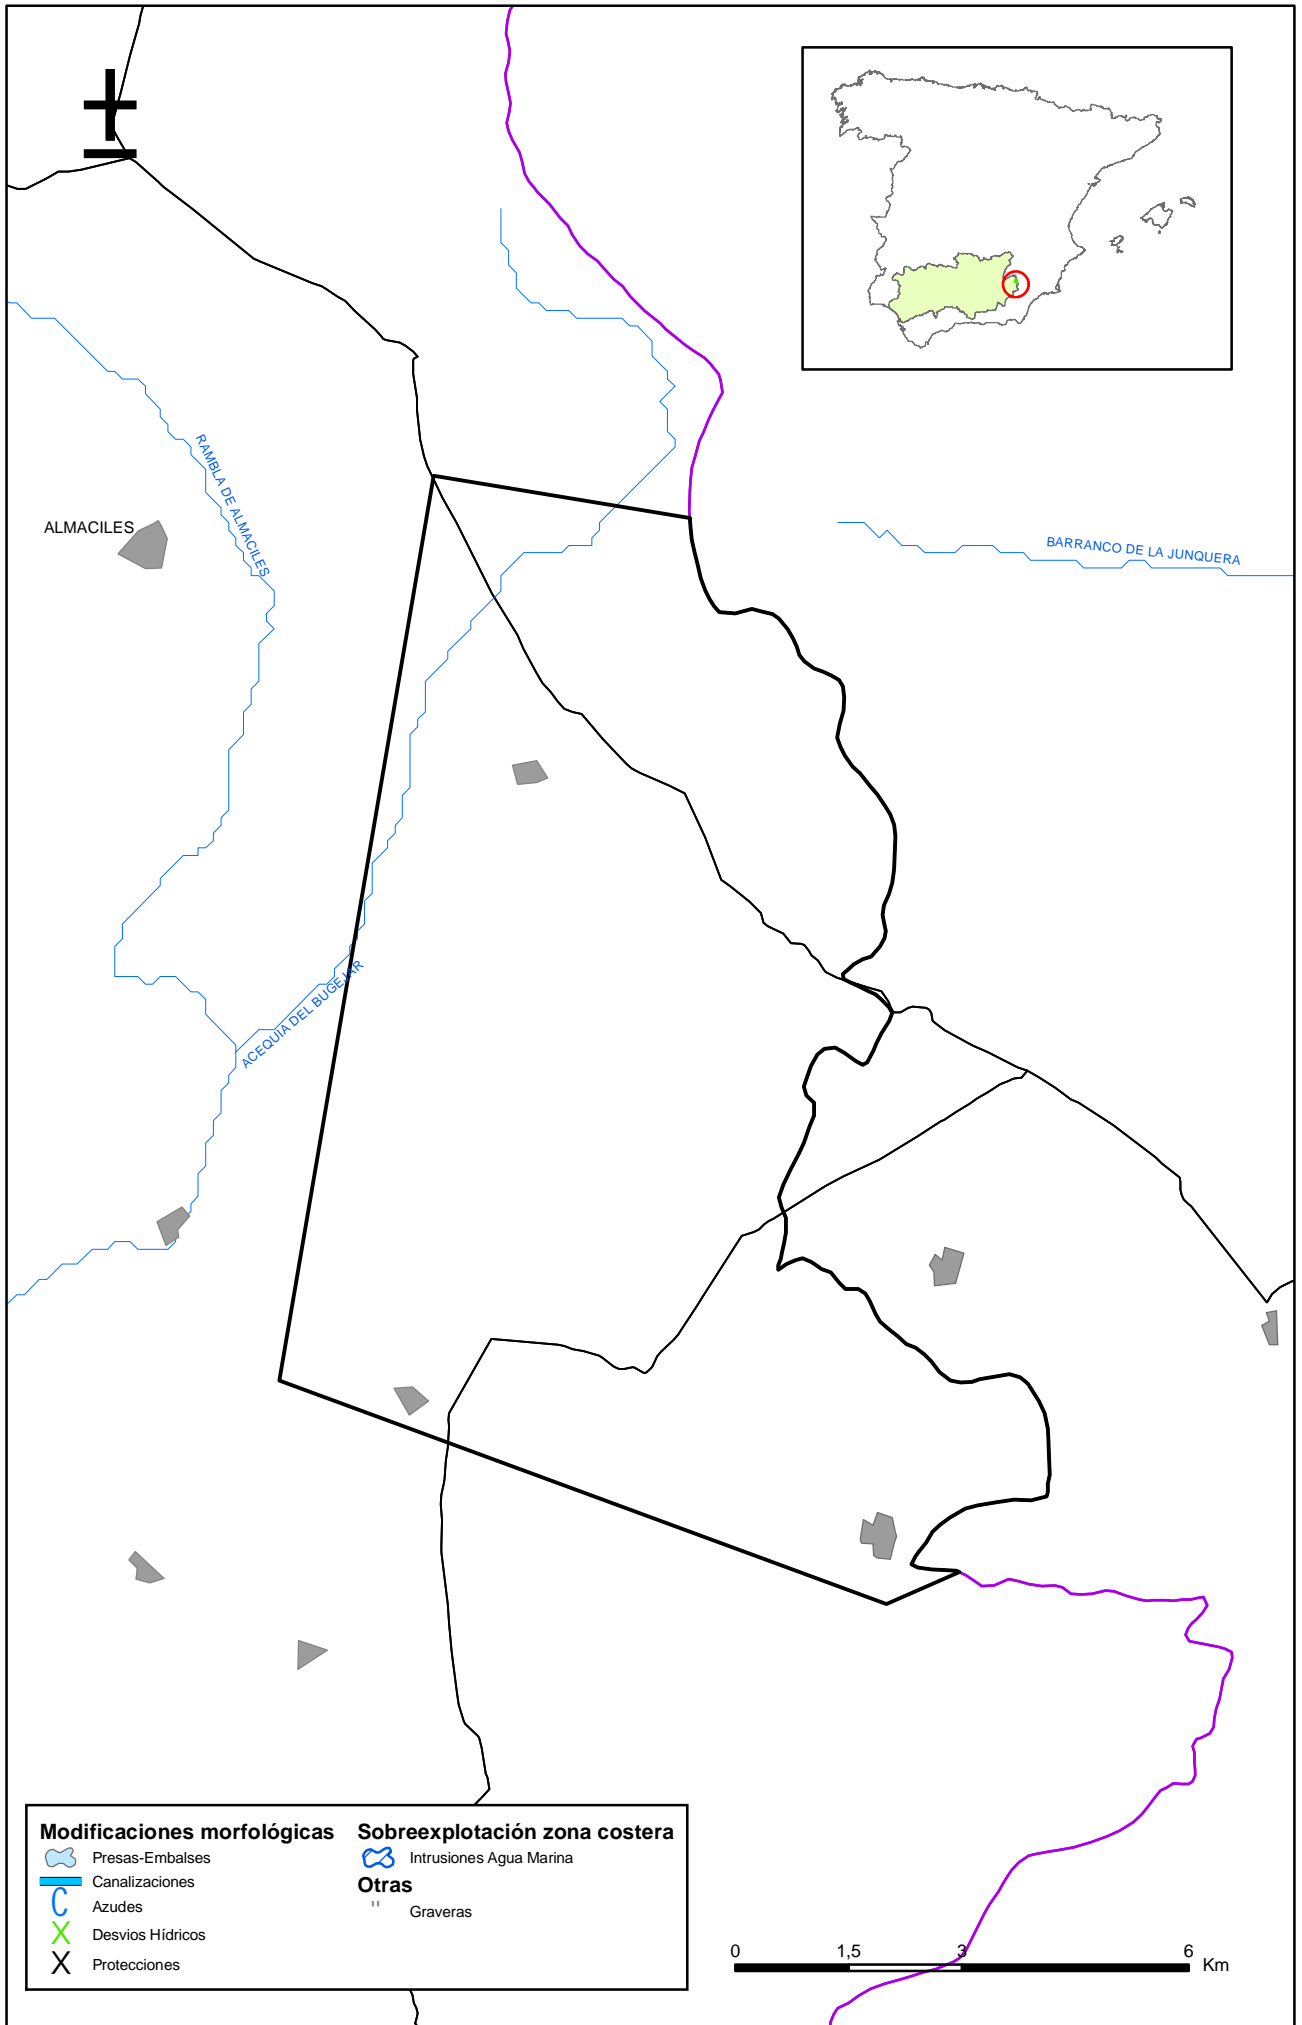 RAMBLA DE ALMACILES
ALMACILES
BARRANCO DE LA JUNQUERA
ACEQUIA DEL BUGEJAR
Modificaciones morfológicas
Presas-Embalses
Canalizaciones
Azudes
Desvios Hídricos
Protecciones
Sobreexplotación zona costera
Intrusiones Agua Marina
Otras
Graveras
0 1,5 3 6 Km